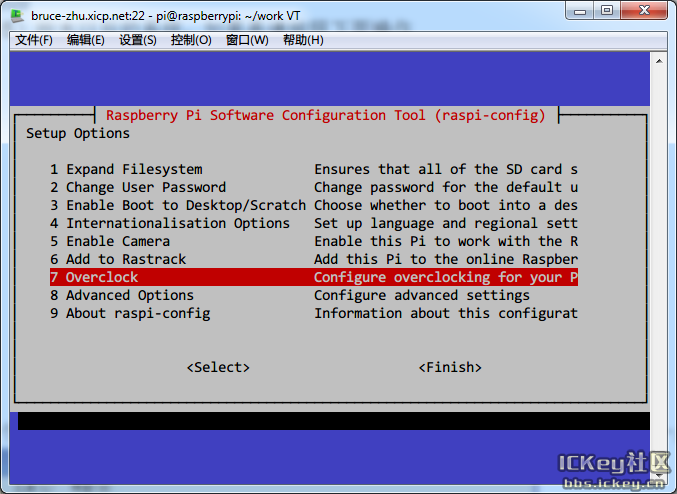 bruce-zhu.xicp.net:22 - pi@raspberrypi: ~/work VT
文件(F) 编辑(E) 设置(S) 控制(O) 窗口(W) 帮助(H)
Raspberry Pi Software Configuration Tool (raspi-config)
Setup Options
1 Expand Filesystem Ensures that all of the SD card s
2 Change User Password Change password for the default u
3 Enable Boot to Desktop/Scratch Choose whether to boot into a des
4 Internationalisation Options Set up language and regional sett
5 Enable Camera Enable this Pi to work with the R
6 Add to Rastrack Add this Pi to the online Raspber
7 Overclock Configure overclocking for your P
8 Advanced Options Configure advanced settings
9 About raspi-config Information about this configurat
<Select> <Finish>
ICKey社区
bbs.ickey.cn